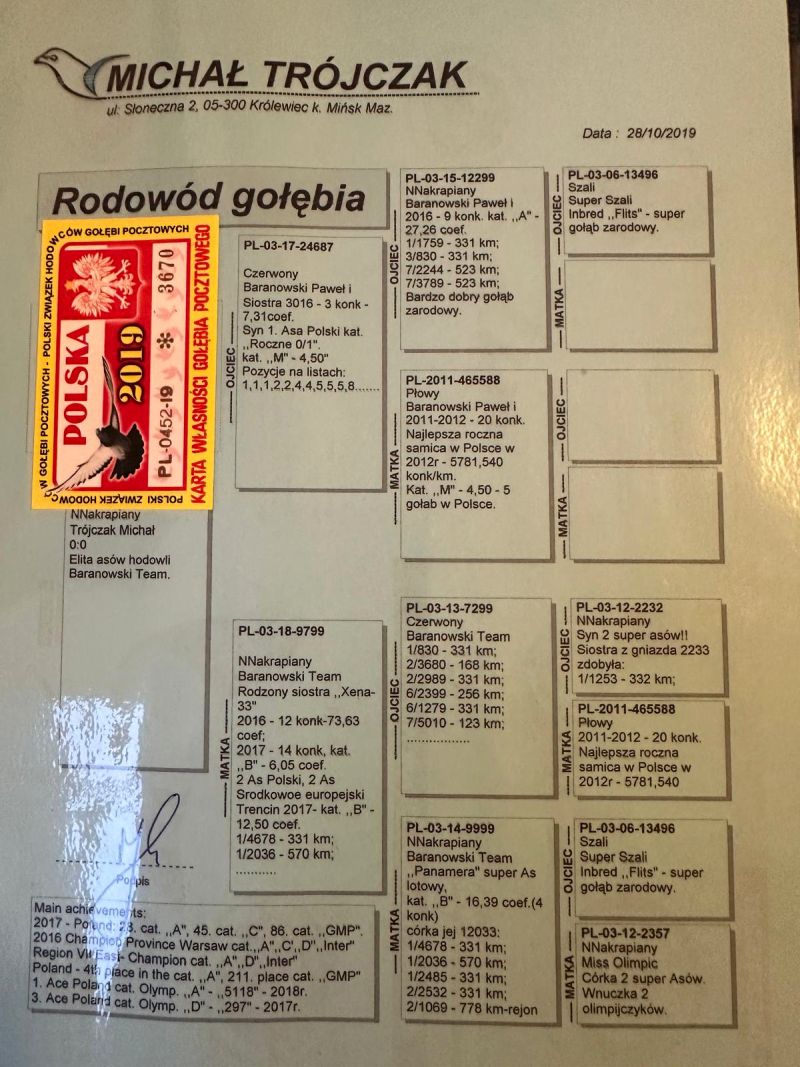 MICHAŁ TRÓJCZAK
ul. Słoneczna 2, 05-300 Królewiec k. Mińsk Maz.
Data : 28/10/2019
Rodowód gołębia
W GOŁĘBI POCZTOWYCH - POLSKI ZWIĄZEK HODOWCÓW GOŁĘBI POCZTOWYCH
POLSKI ZWIĄZEK HODOWC
POLSKA
2019
PL-0452-19 * 3670
KARTA WŁASNOŚCI GOŁĘBIA POCZTOWEGO
NNakrapiany
Trójczak Michał
0:0
Elita asów hodowli
Baranowski Team.
OJCIEC
PL-03-17-24687
Czerwony
Baranowski Paweł i
Siostra 3016 - 3 konk -
7,31coef.
Syn 1. Asa Polski kat.
,,Roczne 0/1".
kat. ,,M" - 4,50"
Pozycje na listach:
1,1,1,2,2,4,4,5,5,5,8.......
MATKA
PL-03-18-9799
NNakrapiany
Baranowski Team
Rodzony siostra ,,Xena-
33"
2016 - 12 konk-73,63
coef;
2017 - 14 konk, kat.
,,B" - 6,05 coef.
2 As Polski, 2 As
Srodkowoe europejski
Trencin 2017- kat. ,,B" -
12,50 coef.
1/4678 - 331 km;
1/2036 - 570 km;
...........
OJCIEC
PL-03-15-12299
NNakrapiany
Baranowski Paweł i
2016 - 9 konk. kat. ,,A" -
27,26 coef.
1/1759 - 331 km;
3/830 - 331 km;
7/2244 - 523 km;
7/3789 - 523 km;
Bardzo dobry gołąb
zarodowy.
MATKA
PL-2011-465588
Płowy
Baranowski Paweł i
2011-2012 - 20 konk.
Najlepsza roczna
samica w Polsce w
2012r - 5781,540
konk/km.
Kat. ,,M" - 4,50 - 5
gołab w Polsce.
OJCIEC
PL-03-13-7299
Czerwony
Baranowski Team
1/830 - 331 km;
2/3680 - 168 km;
2/2989 - 331 km;
6/2399 - 256 km;
6/1279 - 331 km;
7/5010 - 123 km;
.................
MATKA
PL-03-14-9999
NNakrapiany
Baranowski Team
,,Panamera" super As
lotowy,
kat. ,,B" - 16,39 coef.(4
konk)
córka jej 12033:
1/4678 - 331 km;
1/2036 - 570 km;
1/2485 - 331 km;
2/2532 - 331 km;
2/1069 - 778 km-rejon
OJCIEC
PL-03-06-13496
Szali
Super Szali
Inbred ,,Flits" - super
gołąb zarodowy.
MATKA
OJCIEC
MATKA
OJCIEC
PL-03-12-2232
NNakrapiany
Syn 2 super asów!!
Siostra z gniazda 2233
zdobyła:
1/1253 - 332 km;
MATKA
PL-2011-465588
Płowy
2011-2012 - 20 konk.
Najlepsza roczna
samica w Polsce w
2012r - 5781,540
OJCIEC
PL-03-06-13496
Szali
Super Szali
Inbred ,,Flits" - super
gołąb zarodowy.
MATKA
PL-03-12-2357
NNakrapiany
Miss Olimpic
Córka 2 super Asów.
Wnuczka 2
olimpijczyków.
Podpis
Main achievements:
2017 - Poland: 23. cat. ,,A", 45. cat. ,,C", 86. cat. ,,GMP".
2016 Champion Province Warsaw cat.,,A",,C',,D",,Inter"
Region VII East- Champion cat. ,,A",,D",,Inter"
Poland - 4th place in the cat. ,,A", 211. place cat. ,,GMP"
1. Ace Poland cat. Olymp. ,,A" - ,,5118" - 2018r.
3. Ace Poland cat. Olymp. ,,D" - ,,297" - 2017r.